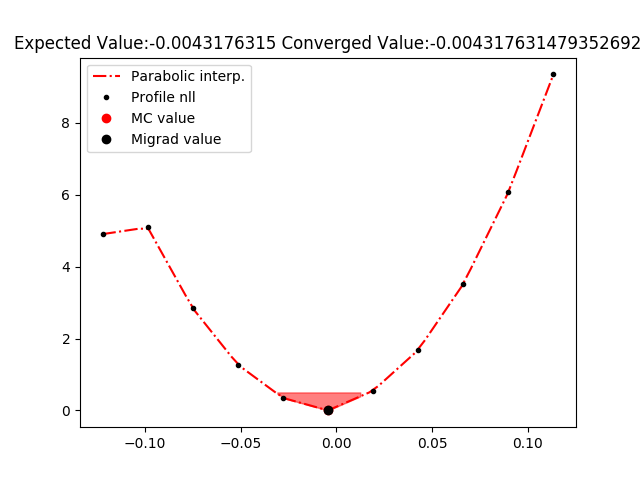 Expected Value:-0.0043176315 Converged Value:-0.004317631479352692
Parabolic interp.
Profile nll
MC value
Migrad value
8
6
4
2
0
−0.10
−0.05
0.00
0.05
0.10